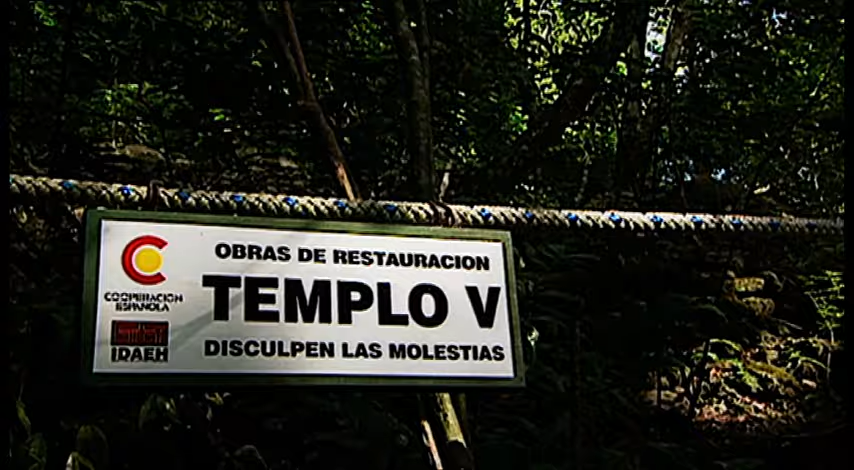 OBRAS DE RESTAURACION
TEMPLO V
DISCULPEN LAS MOLESTIAS
COOPERACION
ESPAÑOLA
IDAEH